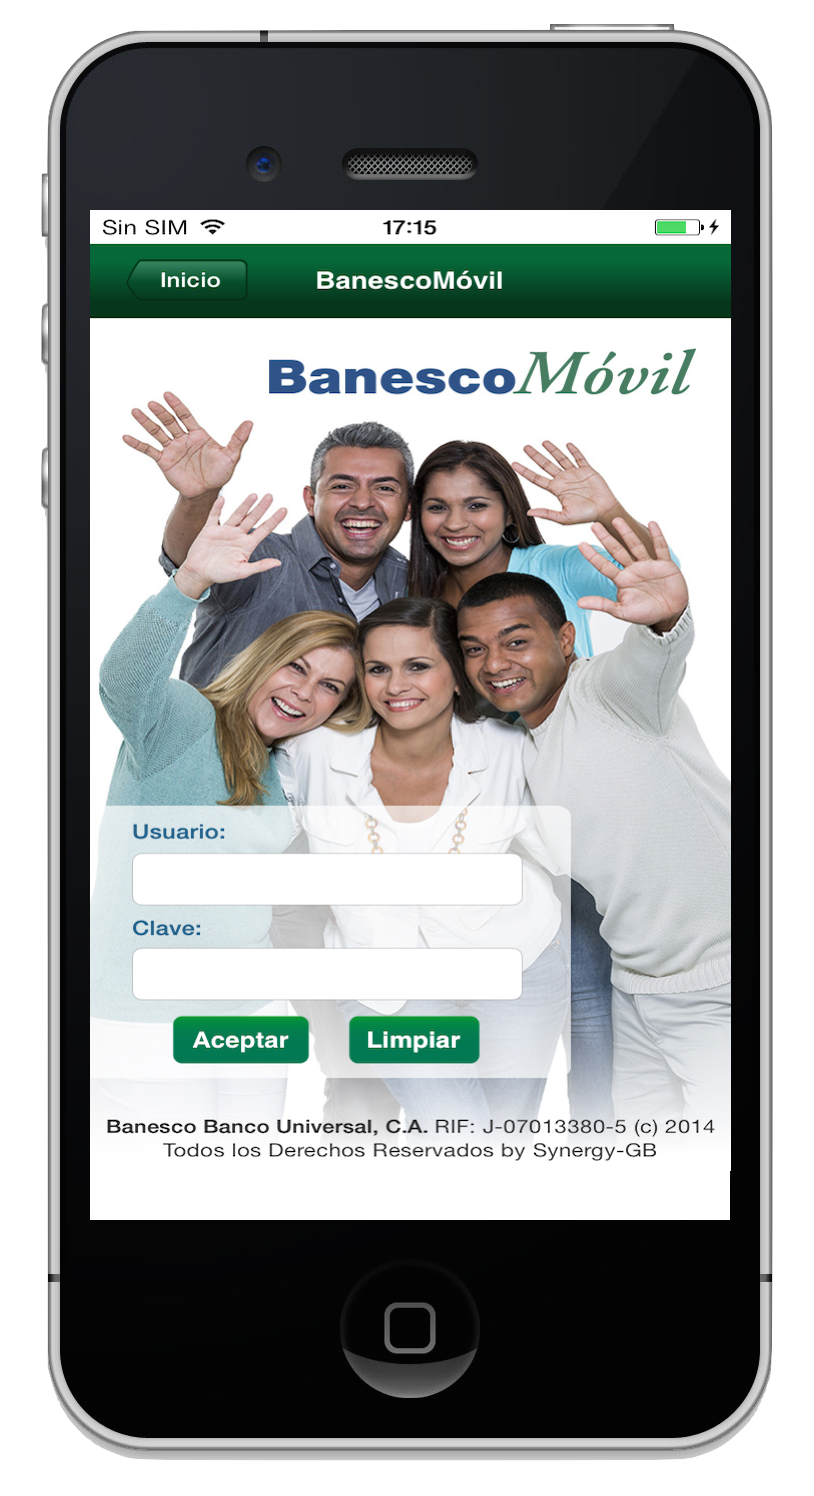 Sin SIM 17:15
Inicio BanescoMóvil
BanescoMóvil
Usuario:
Clave:
Aceptar Limpiar
Banesco Banco Universal, C.A. RIF: J-07013380-5 (c) 2014
Todos los Derechos Reservados by Synergy-GB